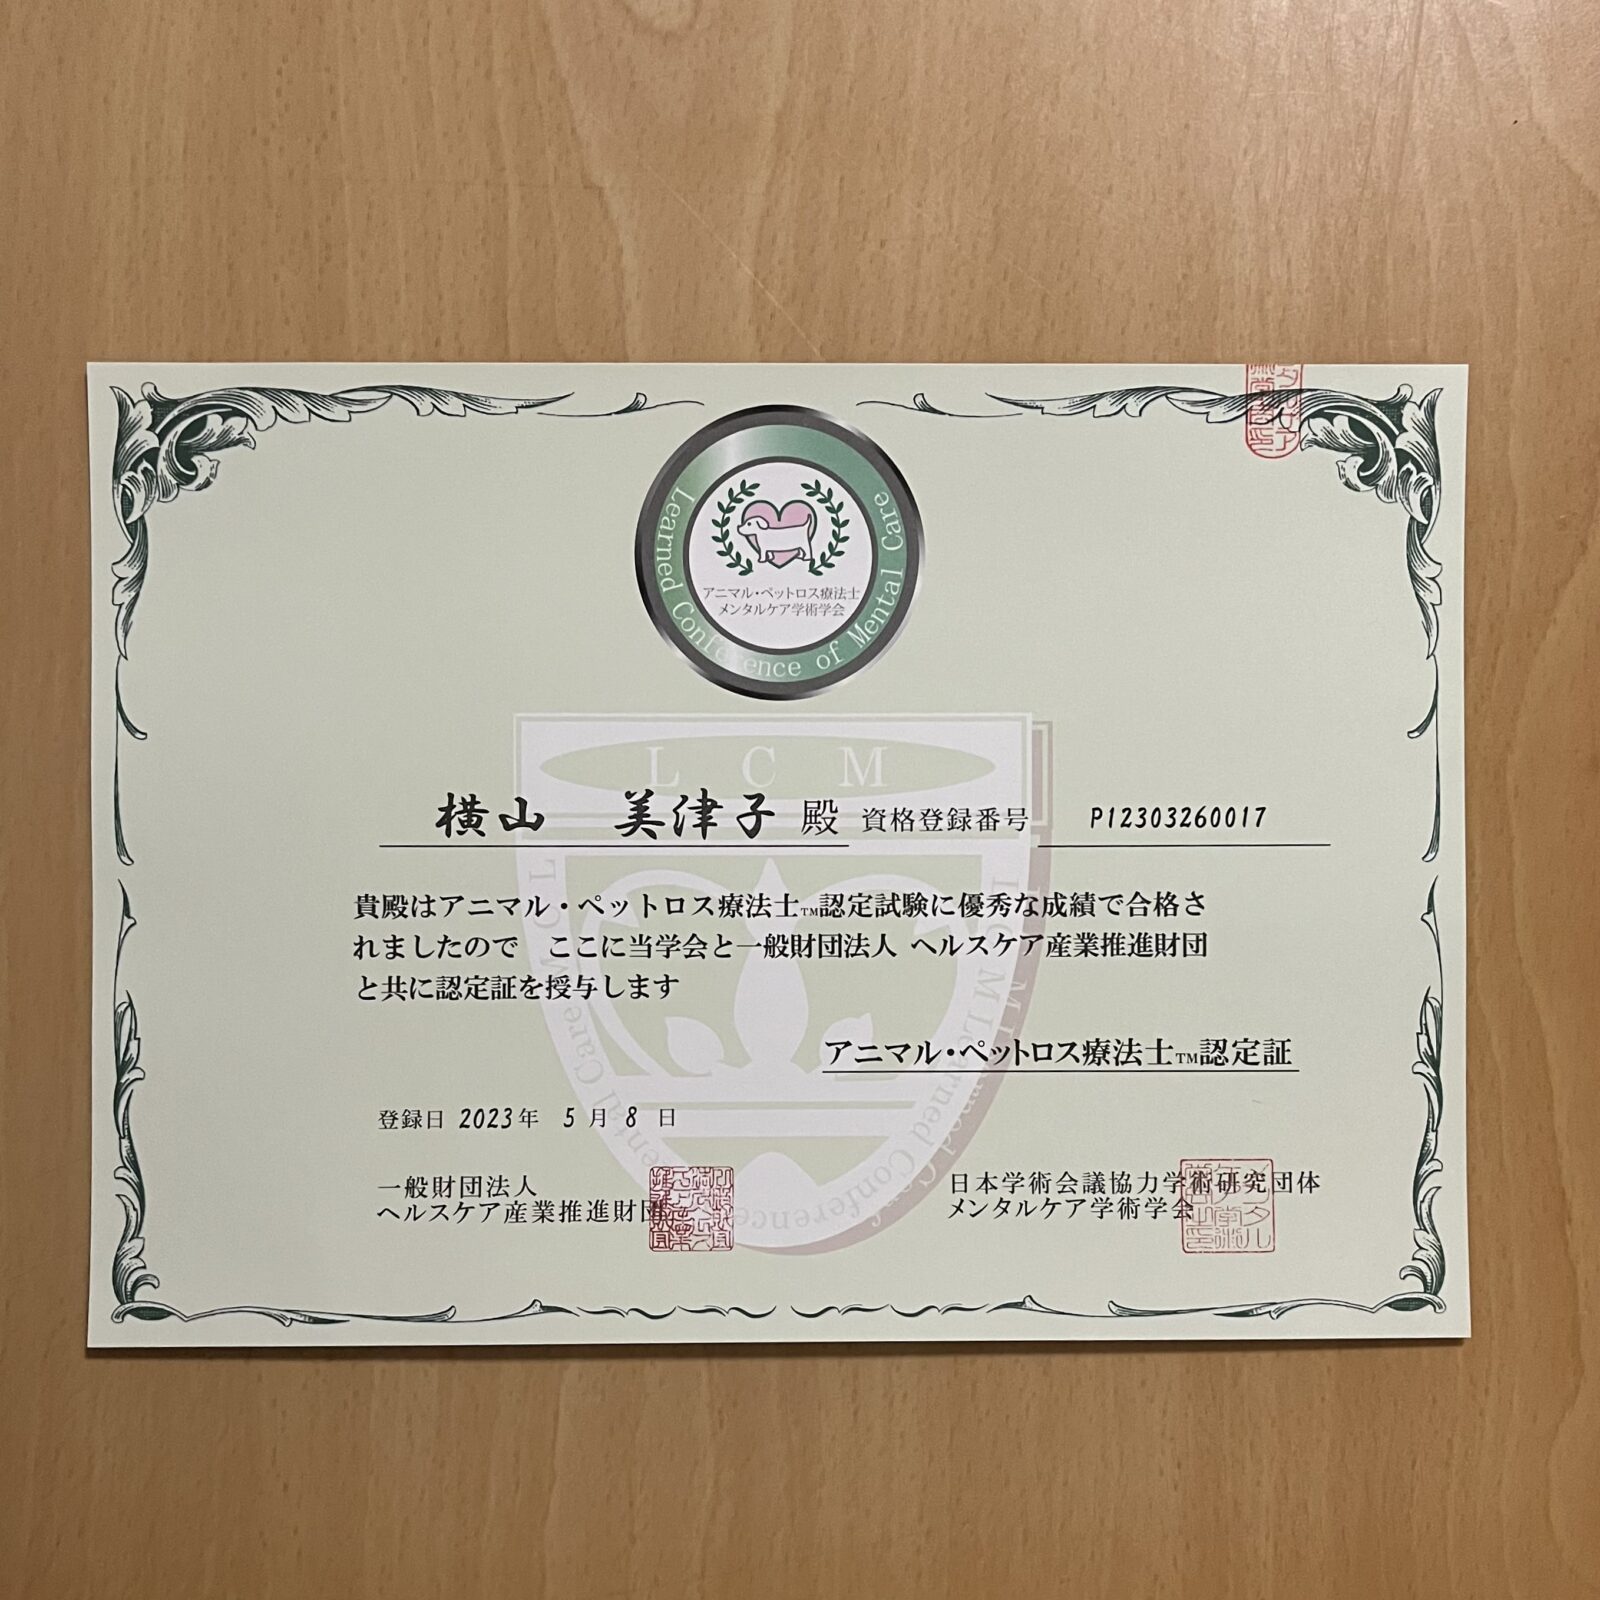 Learned Conference of Mental Care
アニマル・ペットロス療法士
メンタルケア学術学会
L C M
横山 美津子 殿 資格登録番号 P12303260017
貴殿はアニマル・ペットロス療法士™認定試験に優秀な成績で合格さ
れましたので ここに当学会と一般財団法人 ヘルスケア産業推進財団
と共に認定証を授与します
アニマル・ペットロス療法士™認定証
登録日 2023年 5月 8日
一般財団法人
ヘルスケア産業推進財団
日本学術会議協力学術研究団体
メンタルケア学術学会